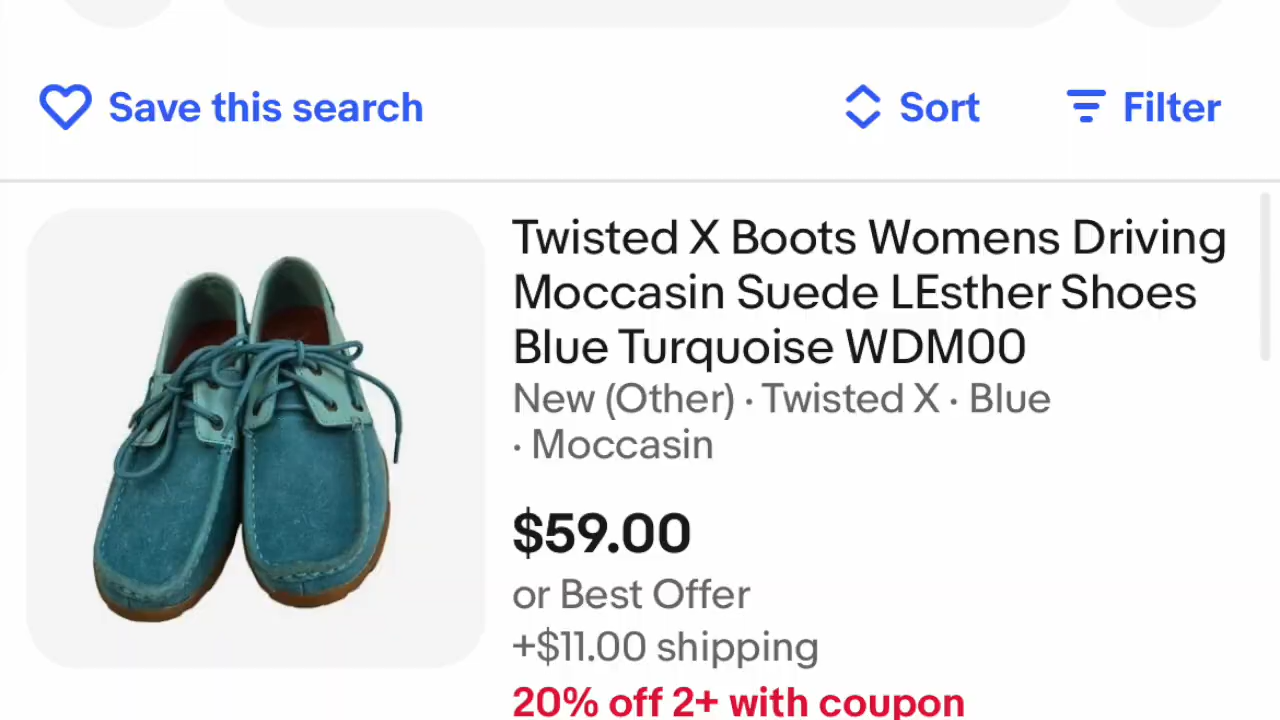 Save this search
Sort
Filter
Twisted X Boots Womens Driving
Moccasin Suede LEsther Shoes
Blue Turquoise WDM00
New (Other) · Twisted X · Blue
· Moccasin
$59.00
or Best Offer
+$11.00 shipping
20% off 2+ with coupon